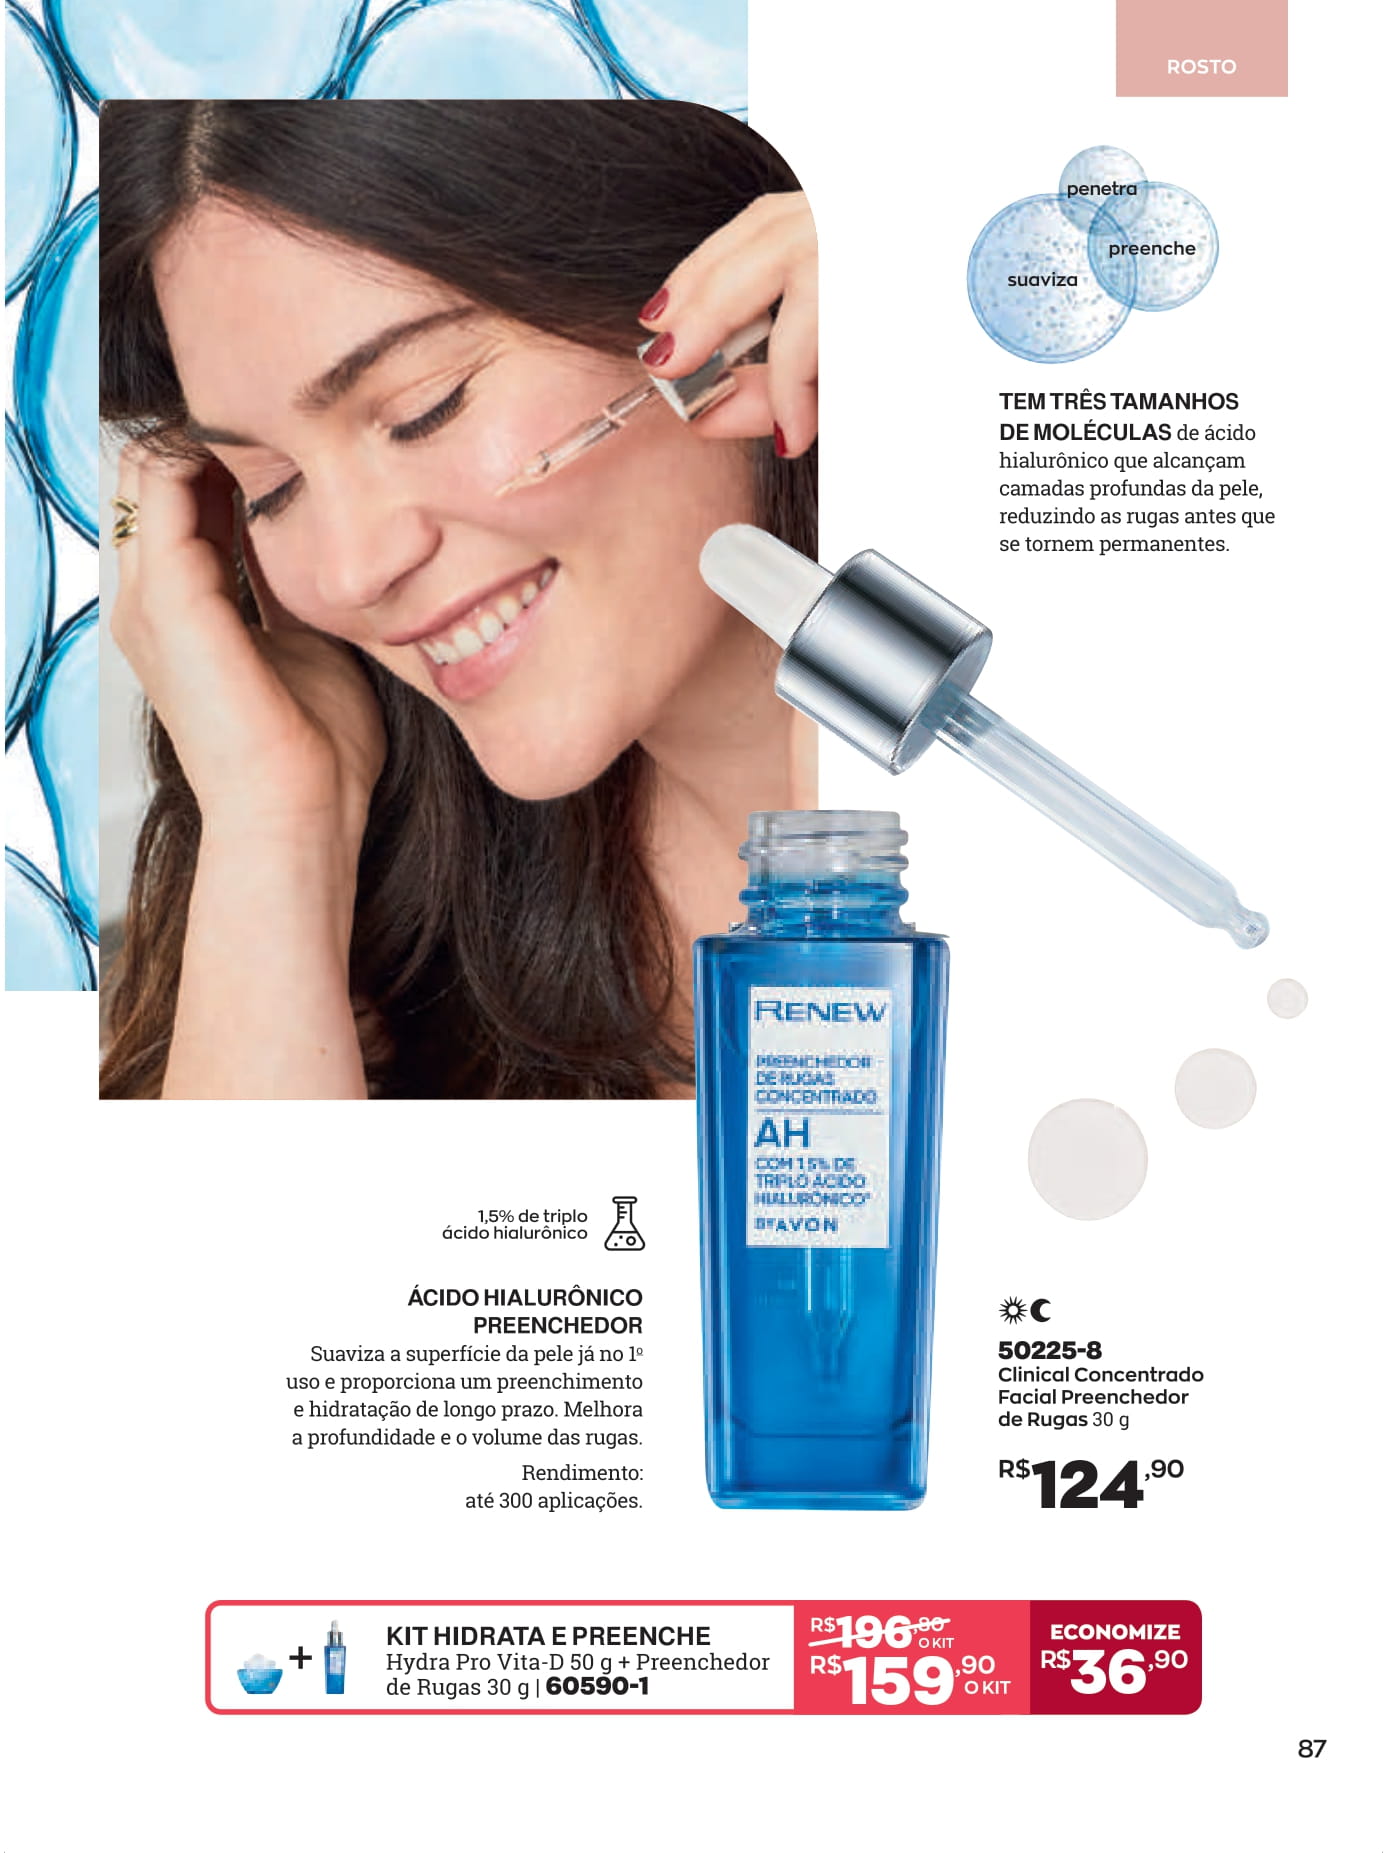 ROSTO
penetra
preenche
suaviza
TEM TRÊS TAMANHOS
DE MOLÉCULAS de ácido
hialurônico que alcançam
camadas profundas da pele,
reduzindo as rugas antes que
se tornem permanentes.
RENEW
PREENCHEDOR
DE RUGAS
CONCENTRADO
AH
COM 1,5% DE
TRIPLO ÁCIDO
HIALURÔNICO*
BY AVON
1,5% de triplo
ácido hialurônico
ÁCIDO HIALURÔNICO
PREENCHEDOR
Suaviza a superfície da pele já no 1º
uso e proporciona um preenchimento
e hidratação de longo prazo. Melhora
a profundidade e o volume das rugas.
Rendimento:
até 300 aplicações.
50225-8
Clinical Concentrado
Facial Preenchedor
de Rugas 30 g
R$124,90
KIT HIDRATA E PREENCHE
Hydra Pro Vita-D 50 g + Preenchedor
de Rugas 30 g | 60590-1
R$196,80 O KIT
R$159,90 O KIT
ECONOMIZE
R$36,90
87